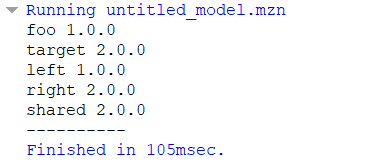 Running untitled_model.mzn
foo 1.0.0
target 2.0.0
left 1.0.0
right 2.0.0
shared 2.0.0
----------
Finished in 105msec.